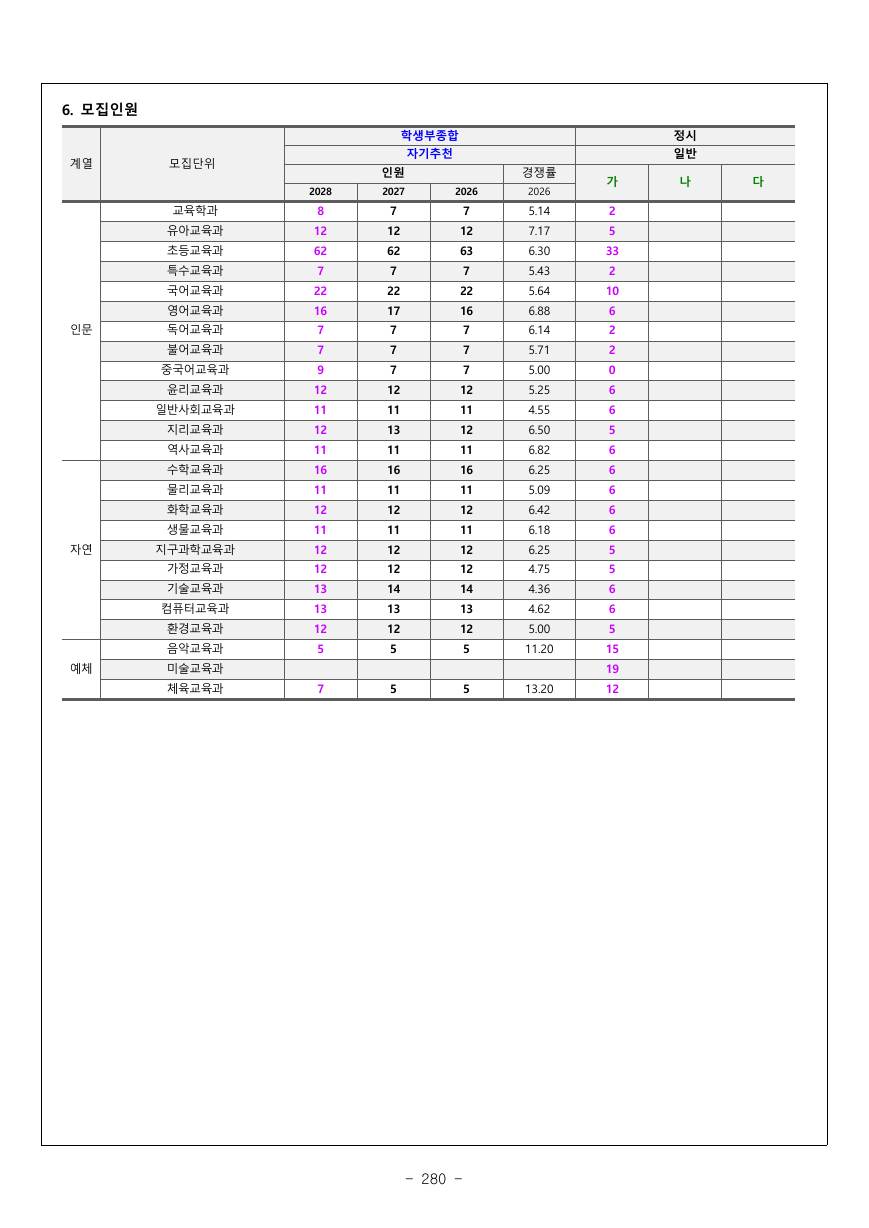 6. 모집인원
계열 모집단위 학생부종합 정시
자기추천 일반
인원 경쟁률 가 나 다
2028 2027 2026 2026
인문 교육학과 8 7 7 5.14 2
유아교육과 12 12 12 7.17 5
초등교육과 62 62 63 6.30 33
특수교육과 7 7 7 5.43 2
국어교육과 22 22 22 5.64 10
영어교육과 16 17 16 6.88 6
독어교육과 7 7 7 6.14 2
불어교육과 7 7 7 5.71 2
중국어교육과 9 7 7 5.00 0
윤리교육과 12 12 12 5.25 6
일반사회교육과 11 11 11 4.55 6
지리교육과 12 13 12 6.50 5
역사교육과 11 11 11 6.82 6
자연 수학교육과 16 16 16 6.25 6
물리교육과 11 11 11 5.09 6
화학교육과 12 12 12 6.42 6
생물교육과 11 11 11 6.18 6
지구과학교육과 12 12 12 6.25 5
가정교육과 12 12 12 4.75 5
기술교육과 13 14 14 4.36 6
컴퓨터교육과 13 13 13 4.62 6
환경교육과 12 12 12 5.00 5
예체 음악교육과 5 5 5 11.20 15
미술교육과 19
체육교육과 7 5 5 13.20 12
- 280 -